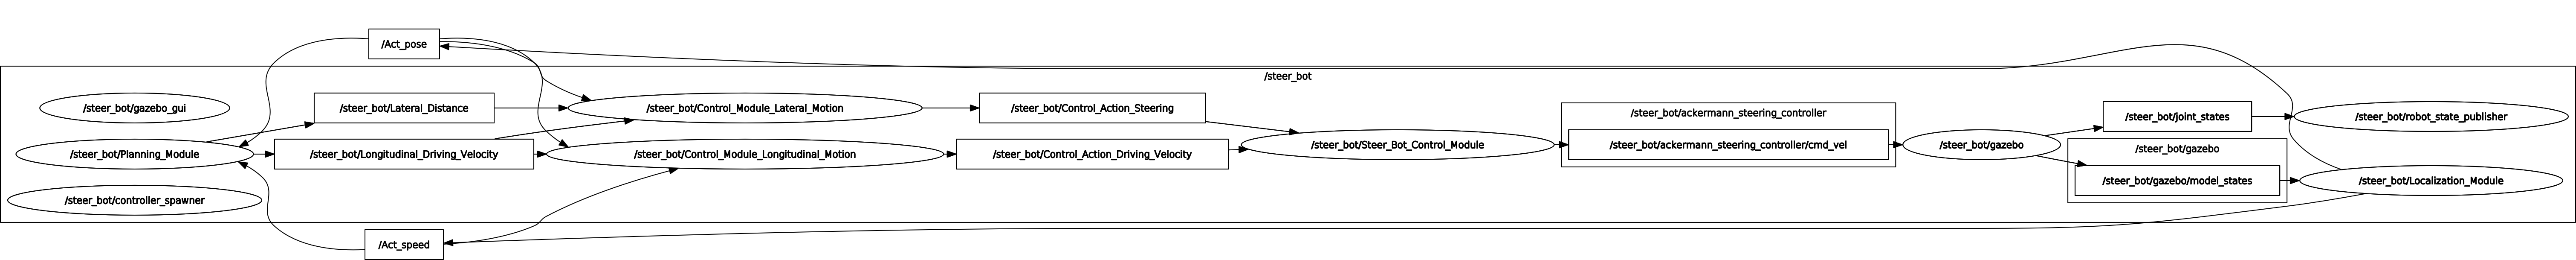 /Act_pose
/steer_bot
/steer_bot/gazebo_gui
/steer_bot/Lateral_Distance
/steer_bot/Control_Module_Lateral_Motion
/steer_bot/Control_Action_Steering
/steer_bot/ackermann_steering_controller
/steer_bot/joint_states
/steer_bot/robot_state_publisher
/steer_bot/Planning_Module
/steer_bot/Longitudinal_Driving_Velocity
/steer_bot/Control_Module_Longitudinal_Motion
/steer_bot/Control_Action_Driving_Velocity
/steer_bot/Steer_Bot_Control_Module
/steer_bot/ackermann_steering_controller/cmd_vel
/steer_bot/gazebo
/steer_bot/gazebo
/steer_bot/gazebo/model_states
/steer_bot/Localization_Module
/steer_bot/controller_spawner
/Act_speed